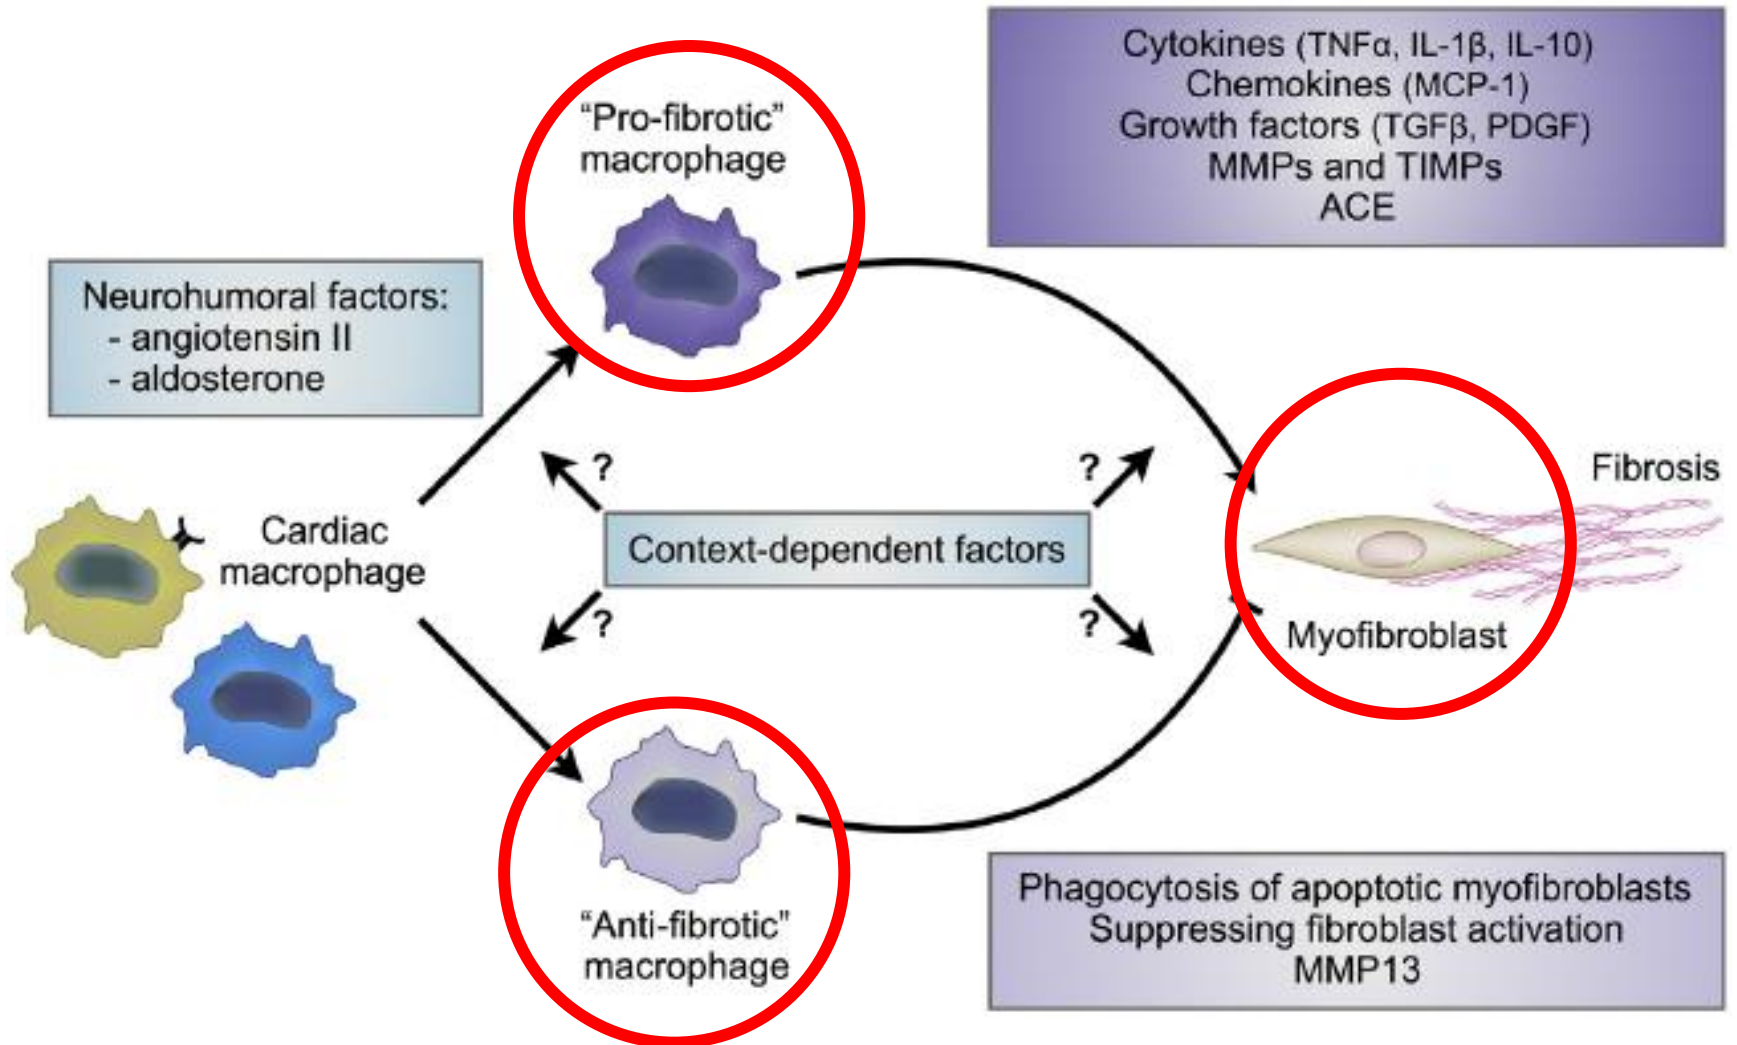 Cytokines (TNFα, IL-1β, IL-10)
Chemokines (MCP-1)
Growth factors (TGFβ, PDGF)
MMPs and TIMPs
ACE
“Pro-fibrotic”
macrophage
Neurohumoral factors:
- angiotensin II
- aldosterone
?
?
Fibrosis
Cardiac
macrophage
Context-dependent factors
?
?
Myofibroblast
“Anti-fibrotic”
macrophage
Phagocytosis of apoptotic myofibroblasts
Suppressing fibroblast activation
MMP13